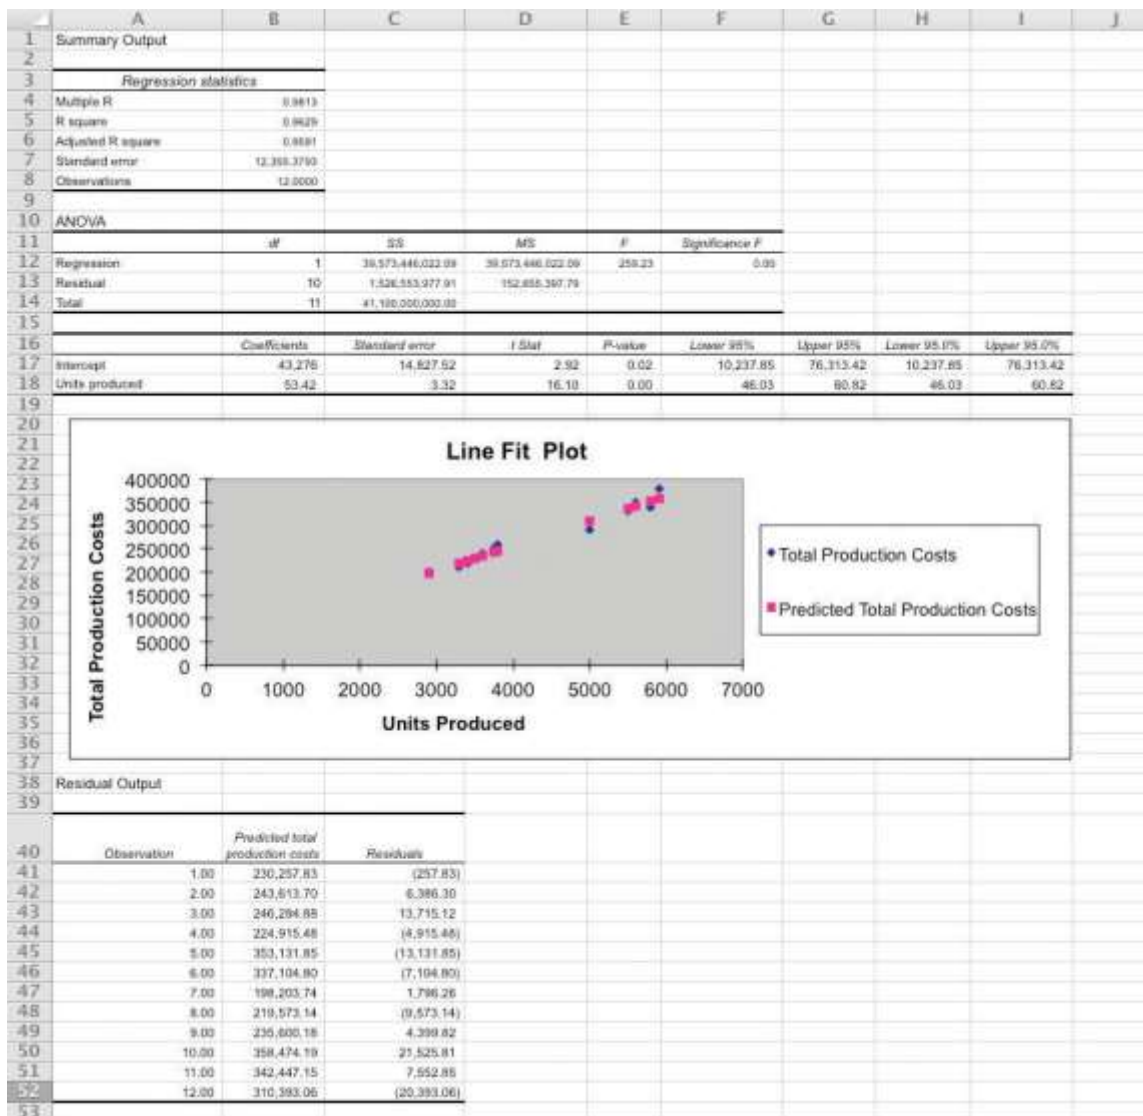 A B C D E F G H I J
1 Summary Output
2
3 Regression statistics
4 Multiple R 0.9813
5 R square 0.9629
6 Adjusted R square 0.9591
7 Standard error
8 Observations 12.0000
9
10 ANOVA
11 df SS MS F Significance F
12 Regression 1 39,573,446,022.09 39,573,446,022.09 259.23 0.00
13 Residual 10 1,526,553,977.91 152,655,397.79
14 Total 11 41,100,000,000.00
15
16 Coefficients Standard error t Stat P-value Lower 95% Upper 95% Lower 95.0% Upper 95.0%
17 Intercept 43,276 14,827.52 2.92 0.02 10,237.85 76,313.42 10,237.85 76,313.42
18 Units produced 53.42 3.32 16.10 0.00 46.03 60.82 46.03 60.82
19
20
21
22
23
24
25
26
27
28
29
30
31
32
33
34
35
36
37
Line Fit Plot
Total Production Costs
400000
350000
300000
250000
200000
150000
100000
50000
0
0 1000 2000 3000 4000 5000 6000 7000
Units Produced
Total Production Costs
Predicted Total Production Costs
38 Residual Output
39
40 Observation Predicted total production costs Residuals
41 1.00 230,257.83 (257.83)
42 2.00 243,613.70 6,386.30
43 3.00 246,284.88 13,715.12
44 4.00 224,915.48 (4,915.48)
45 5.00 353,131.85 (13,131.85)
46 6.00 337,104.80 (7,104.80)
47 7.00 198,203.74 1,796.26
48 8.00 219,573.14 (9,573.14)
49 9.00 235,600.18 4,399.82
50 10.00 358,474.19 21,525.81
51 11.00 342,447.15 7,552.85
52 12.00 310,393.06 (20,393.06)
53